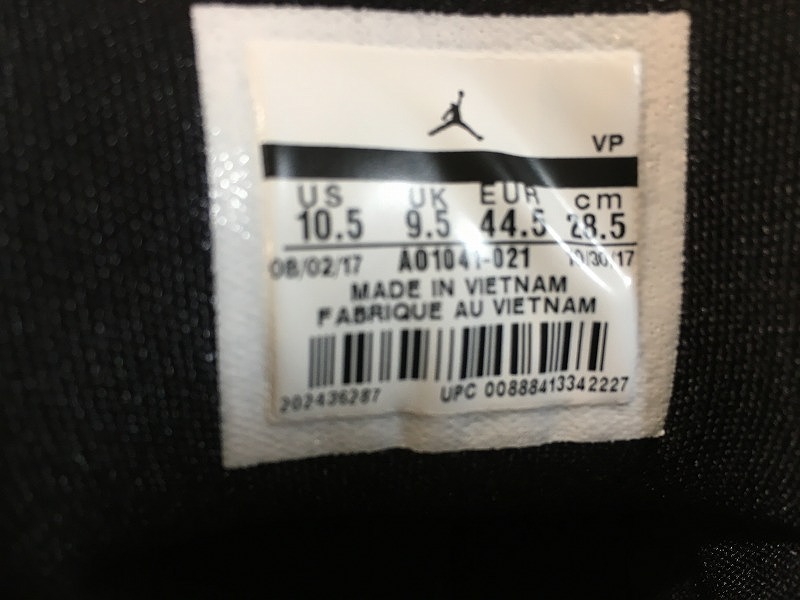 VP
US UK EUR cm
10.5 9.5 44.5 28.5
08/02/17 AO1041-021 10/30/17
MADE IN VIETNAM
FABRIQUE AU VIETNAM
202436287 UPC 00888413342227